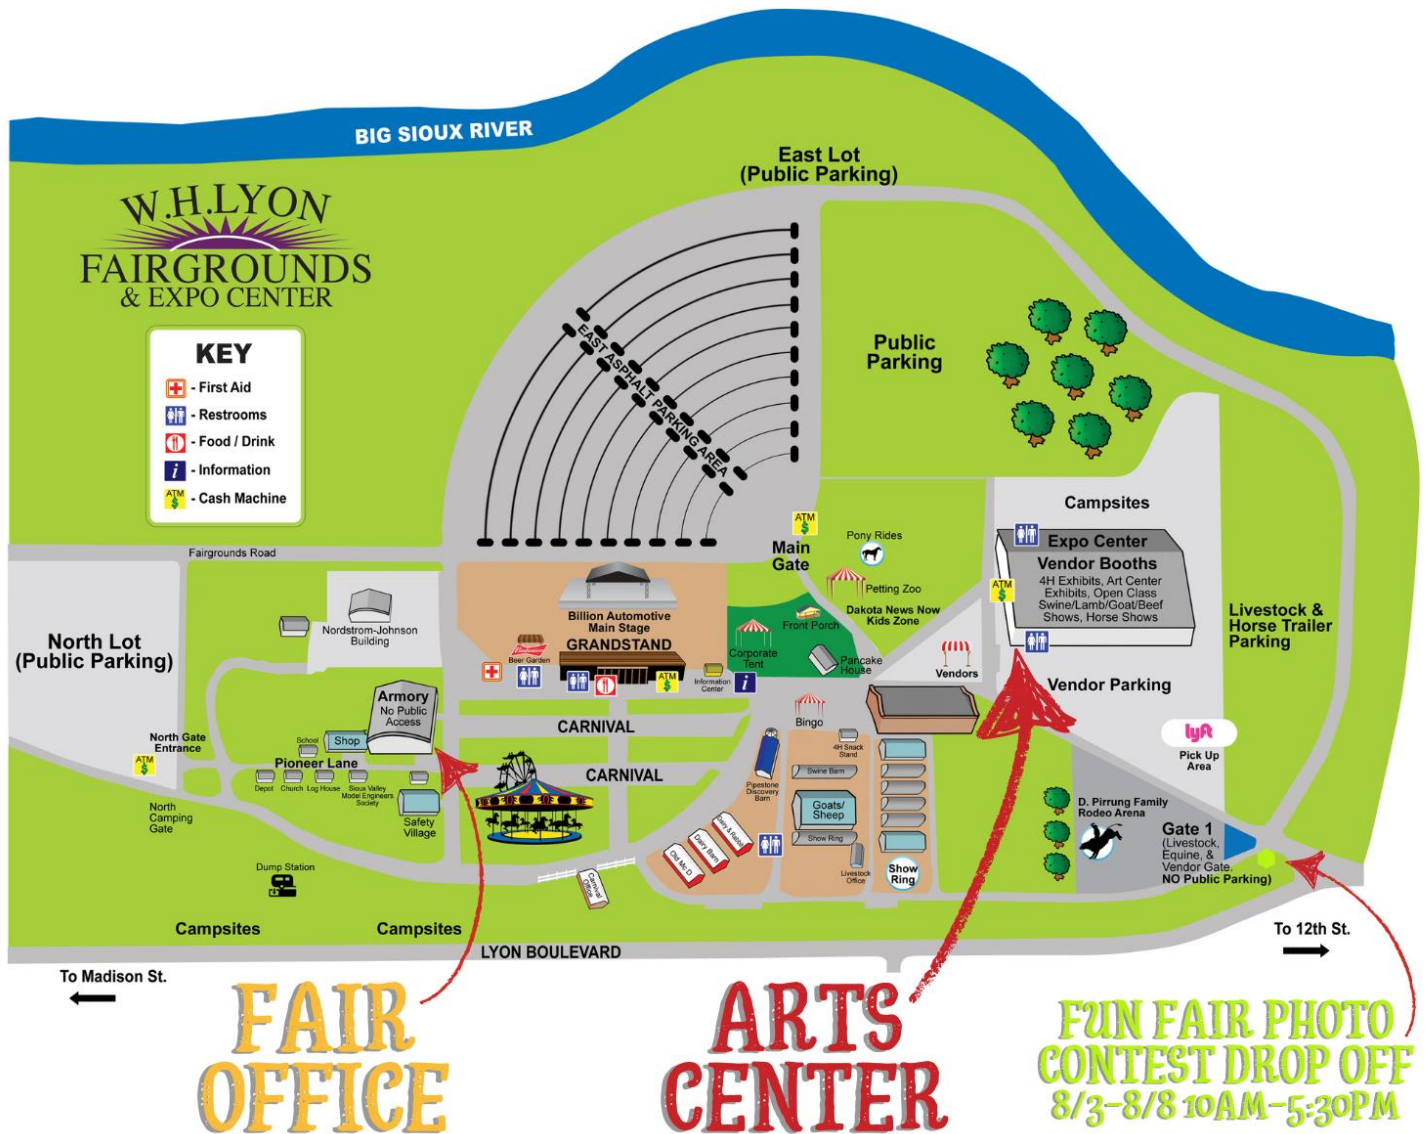 BIG SIOUX RIVER
East Lot
(Public Parking)
W.H.LYON
FAIRGROUNDS
& EXPO CENTER
KEY
- First Aid
- Restrooms
- Food / Drink
i - Information
ATM $ - Cash Machine
EAST ASPHALT PARKING AREA
Public
Parking
Campsites
ATM
$
Main
Gate
Pony Rides
Petting Zoo
Dakota News Now
Kids Zone
Front Porch
Corporate
Tent
Pancake
House
Vendors
Expo Center
Vendor Booths
4H Exhibits, Art Center
Exhibits, Open Class
Swine/Lamb/Goat/Beef
Shows, Horse Shows
ATM
$
Livestock &
Horse Trailer
Parking
Vendor Parking
lyft
Pick Up
Area
Fairgrounds Road
North Lot
(Public Parking)
Nordstrom-Johnson
Building
Billion Automotive
Main Stage
GRANDSTAND
Budweiser
Beer Garden
ATM
$
Information
Center
i
Armory
No Public
Access
North Gate
Entrance
ATM
$
School
Shop
Pioneer Lane
Depot
Church
Log House
Sioux Valley
Model Engineers
Society
Safety
Village
North
Camping
Gate
Dump Station
CARNIVAL
CARNIVAL
Bingo
Pipestone
Discovery
Barn
4H Snack
Stand
Swine Barn
Goats/
Sheep
Show Ring
Livestock
Office
Show
Ring
Dairy & Rabbit
Dairy Barn
Old Mc D
Carnival
Office
D. Pirrung Family
Rodeo Arena
Gate 1
(Livestock,
Equine, &
Vendor Gate.
NO Public Parking)
Campsites
Campsites
LYON BOULEVARD
To Madison St.
To 12th St.
FAIR
OFFICE
ARTS
CENTER
FUN FAIR PHOTO
CONTEST DROP OFF
8/3-8/8 10AM-5:30PM